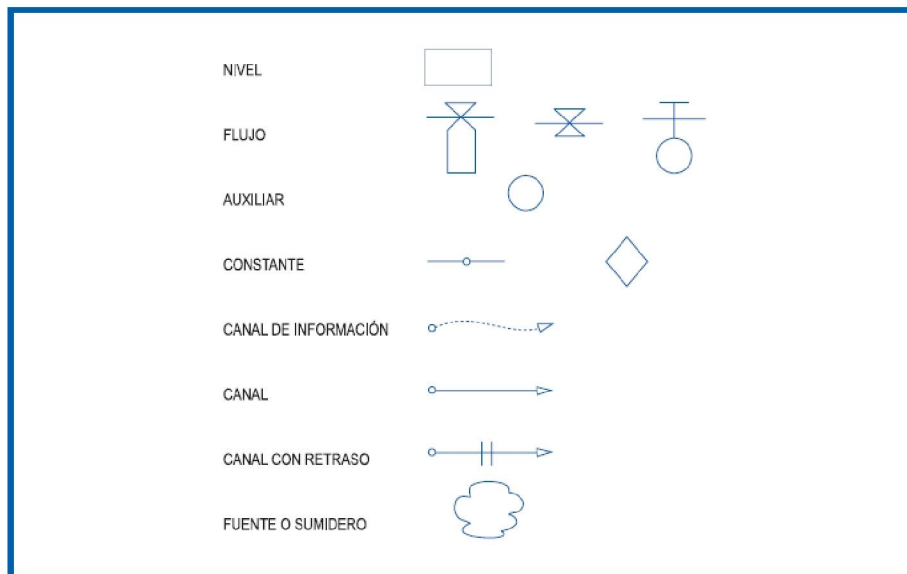 NIVEL
FLUJO
AUXILIAR
CONSTANTE
CANAL DE INFORMACIÓN
CANAL
CANAL CON RETRASO
FUENTE O SUMIDERO